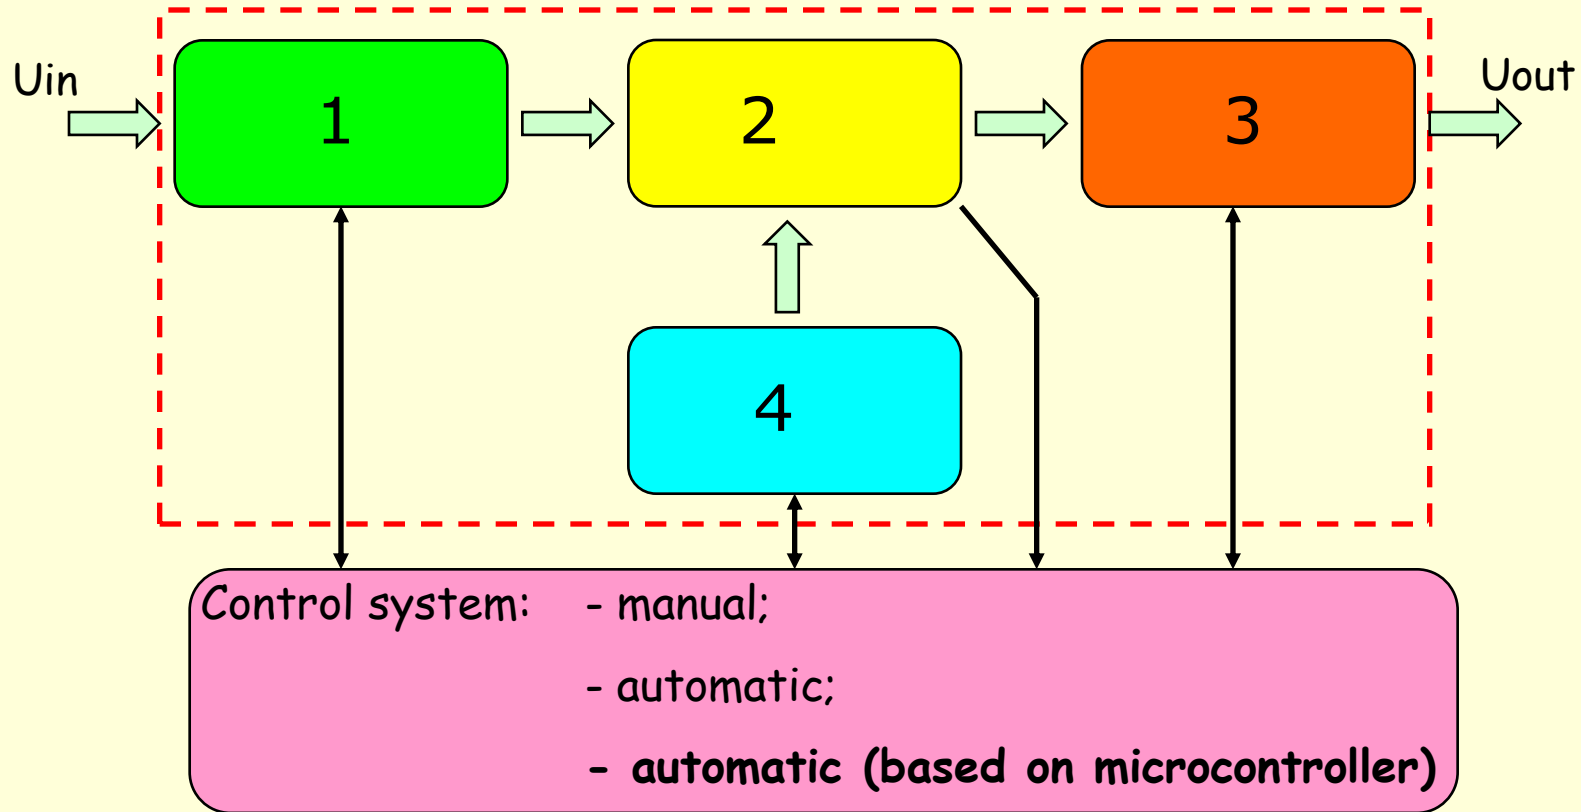 Uin
Uout
1
2
3
4
Control system: - manual;
- automatic;
- automatic (based on microcontroller)